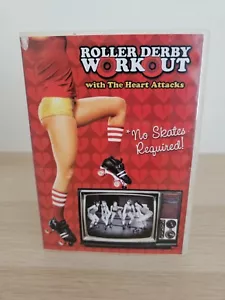 ROLLER DERBY
WORKOUT
with The Heart Attacks
*No Skates
Required!